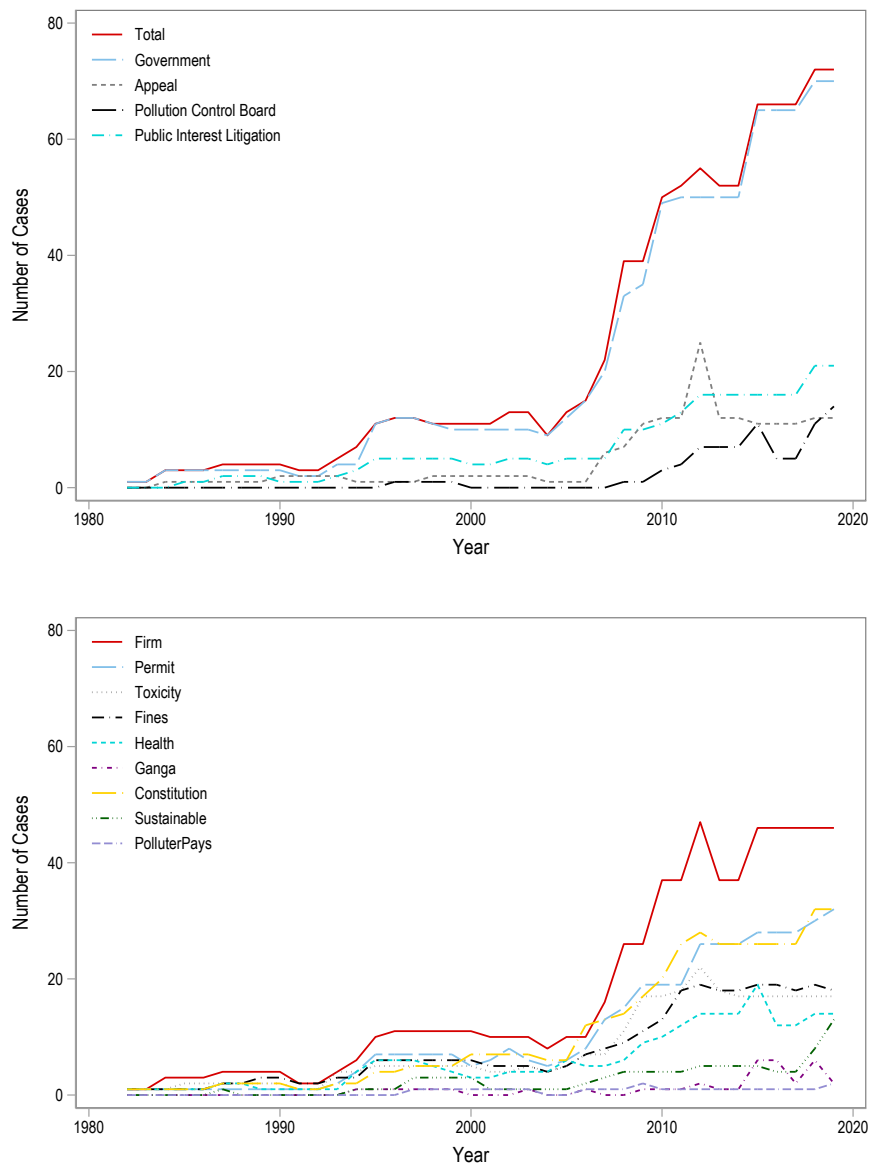 80
Total
Government
Appeal
Pollution Control Board
Public Interest Litigation
60
40
20
0
Number of Cases
1980 1990 2000 2010 2020
Year
80
Firm
Permit
Toxicity
Fines
Health
Ganga
Constitution
Sustainable
PolluterPays
60
40
20
0
Number of Cases
1980 1990 2000 2010 2020
Year